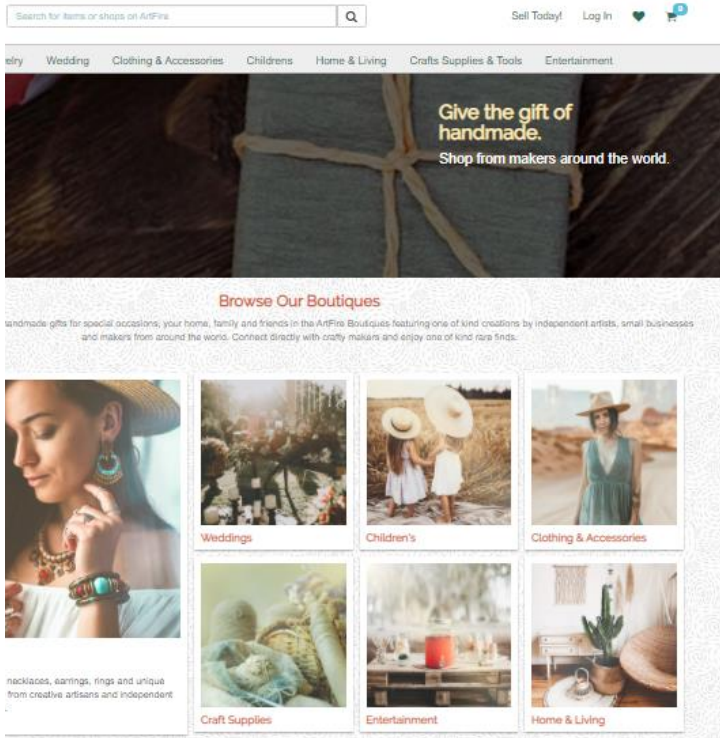 Search for items or shops on ArtFire
Sell Today!
Log In
0
elry
Wedding
Clothing & Accessories
Childrens
Home & Living
Crafts Supplies & Tools
Entertainment
Give the gift of
handmade.
Shop from makers around the world.
Browse Our Boutiques
andmade gifts for special occasions, your home, family and friends in the ArtFire Boutiques featuring one of kind creations by independent artists, small businesses
and makers from around the world. Connect directly with crafty makers and enjoy one of kind rare finds.
Weddings
Children's
Clothing & Accessories
necklaces, earrings, rings and unique
from creative artisans and independent
.
Craft Supplies
Entertainment
Home & Living